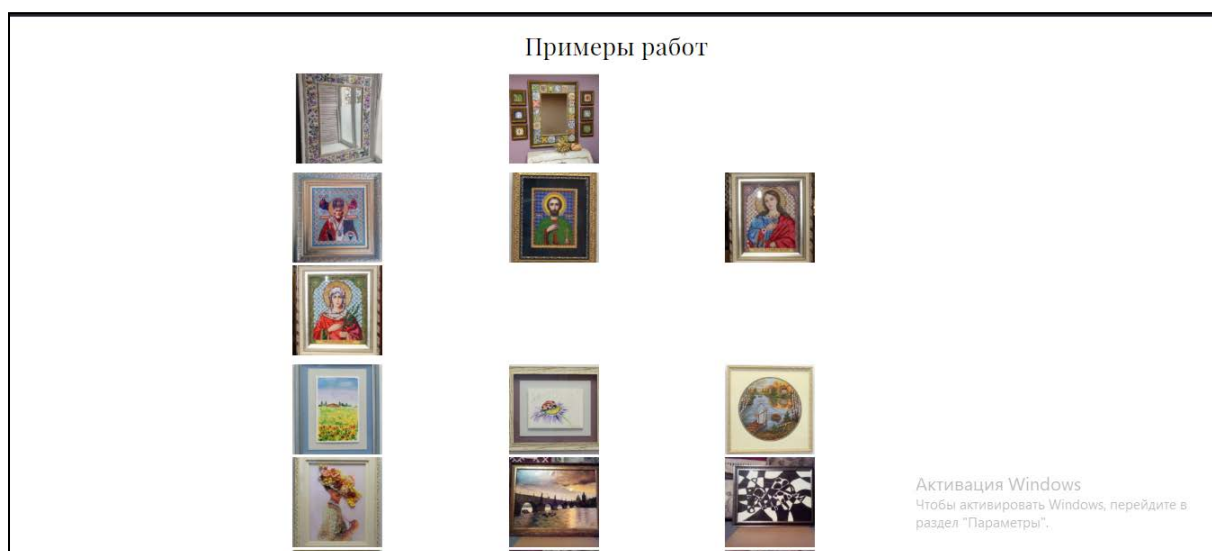 Примеры работ
Активация Windows
Чтобы активировать Windows, перейдите в
раздел "Параметры".